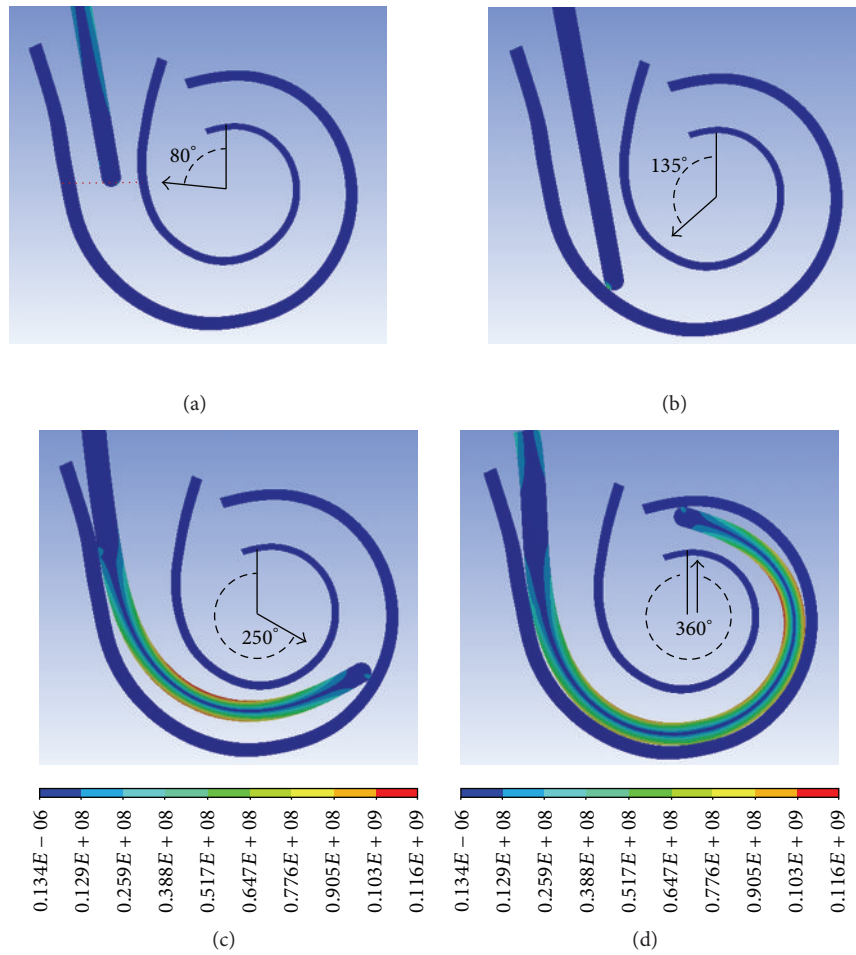 80°
135°
(a)
(b)
250°
360°
0.134E − 06
0.129E + 08
0.259E + 08
0.388E + 08
0.517E + 08
0.647E + 08
0.776E + 08
0.905E + 08
0.103E + 09
0.116E + 09
0.134E − 06
0.129E + 08
0.259E + 08
0.388E + 08
0.517E + 08
0.647E + 08
0.776E + 08
0.905E + 08
0.103E + 09
0.116E + 09
(c)
(d)